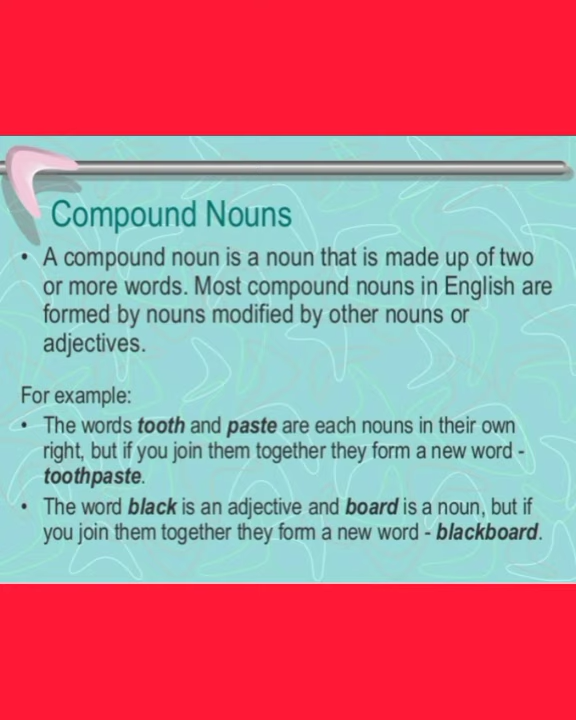 Compound Nouns
• A compound noun is a noun that is made up of two
or more words. Most compound nouns in English are
formed by nouns modified by other nouns or
adjectives.
For example:
• The words tooth and paste are each nouns in their own
right, but if you join them together they form a new word -
toothpaste.
• The word black is an adjective and board is a noun, but if
you join them together they form a new word - blackboard.